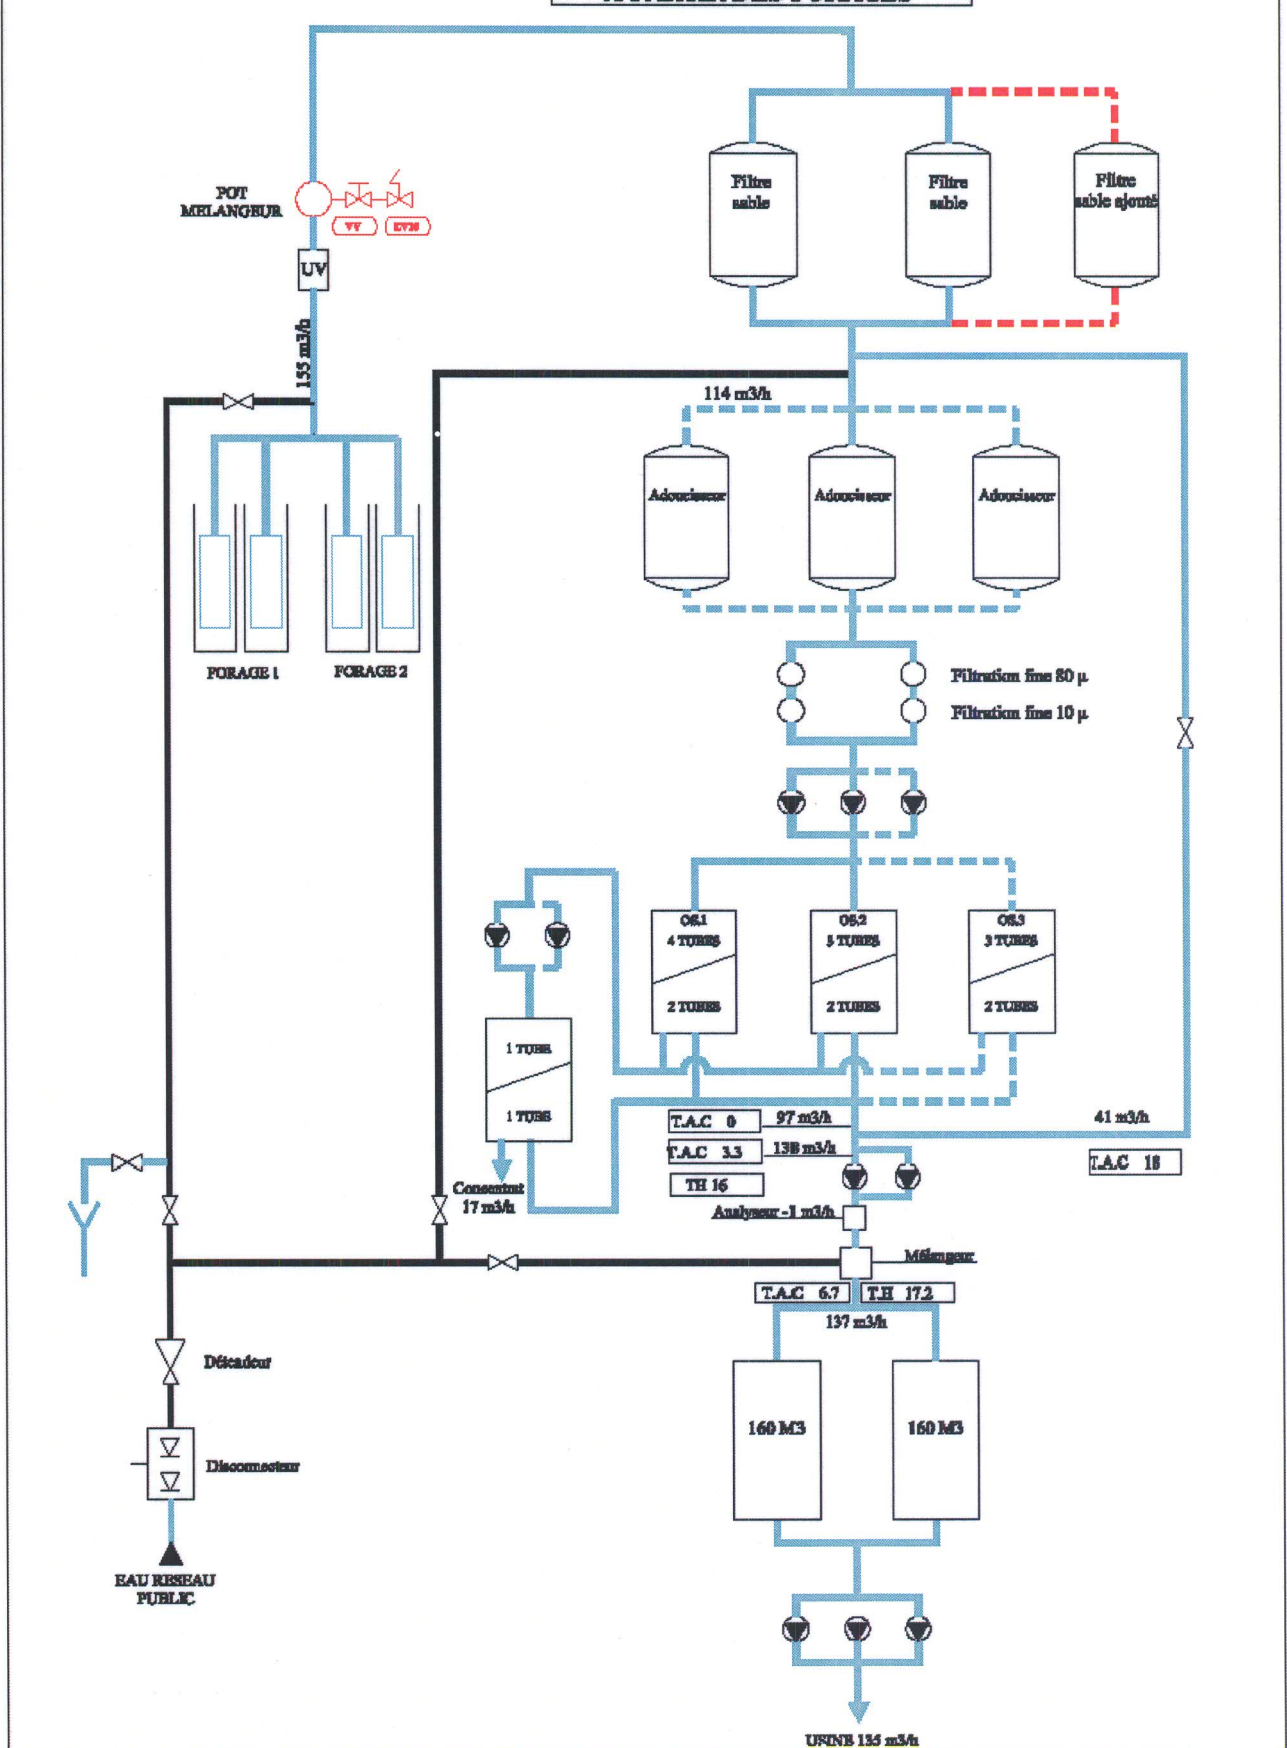 POT
MELANGEUR
VV
UV
155 m3/h
Filtre
sable
Filtre
sable
Filtre
sable ajouté
114 m3/h
Adoucisseur
Adoucisseur
Adoucisseur
FORAGE 1
FORAGE 2
Filtration fine 80 µ
Filtration fine 10 µ
OS.1
4 TUBES
2 TUBES
OS.2
5 TUBES
2 TUBES
OS.3
3 TUBES
2 TUBES
1 TUBE
1 TUBE
T.A.C 0
97 m3/h
41 m3/h
T.A.C 3.3
138 m3/h
T.A.C 18
TH 16
Concentrat
17 m3/h
Analyseur -1 m3/h
Mélangeur
T.A.C 6.7
T.H 17.2
137 m3/h
Détendeur
160 M3
160 M3
Disconnecteur
EAU RESEAU
PUBLIC
USINE 135 m3/h